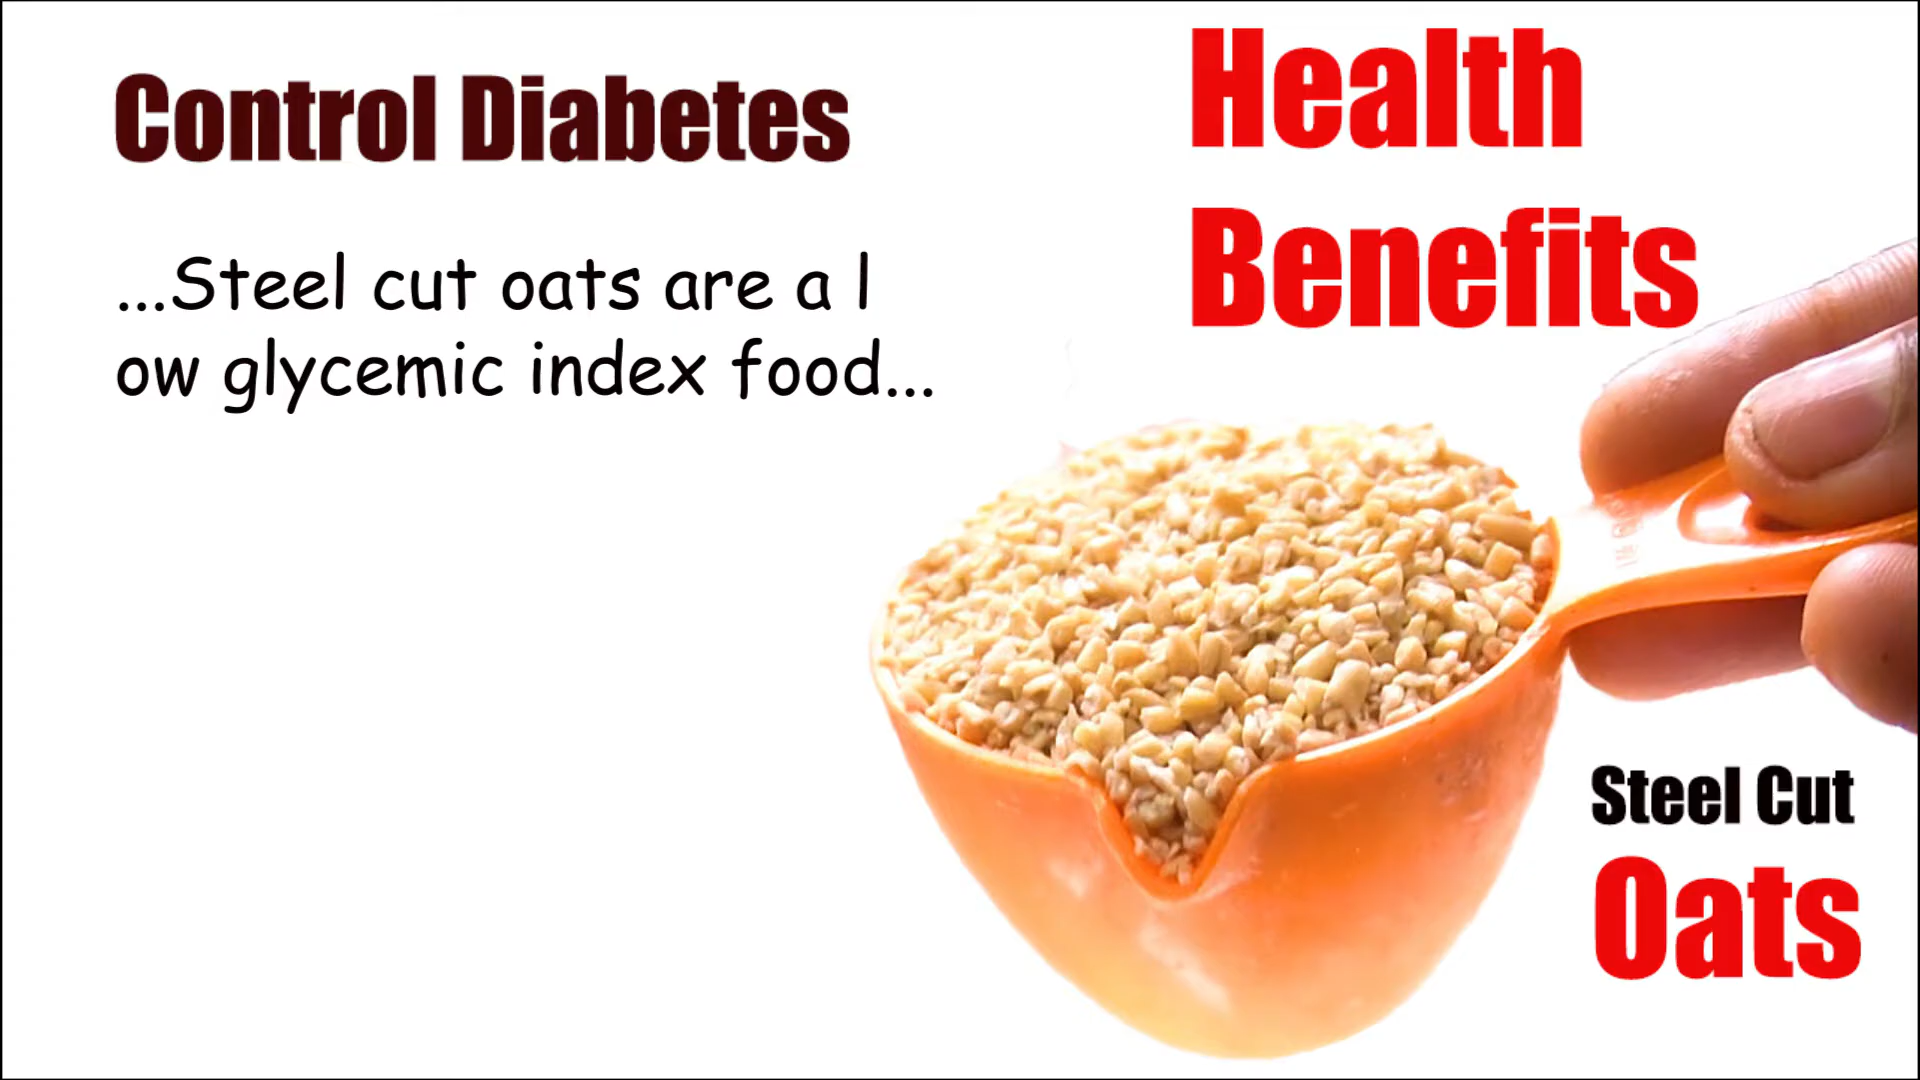 Control Diabetes
...Steel cut oats are a l
ow glycemic index food...
Health
Benefits
Steel Cut
Oats